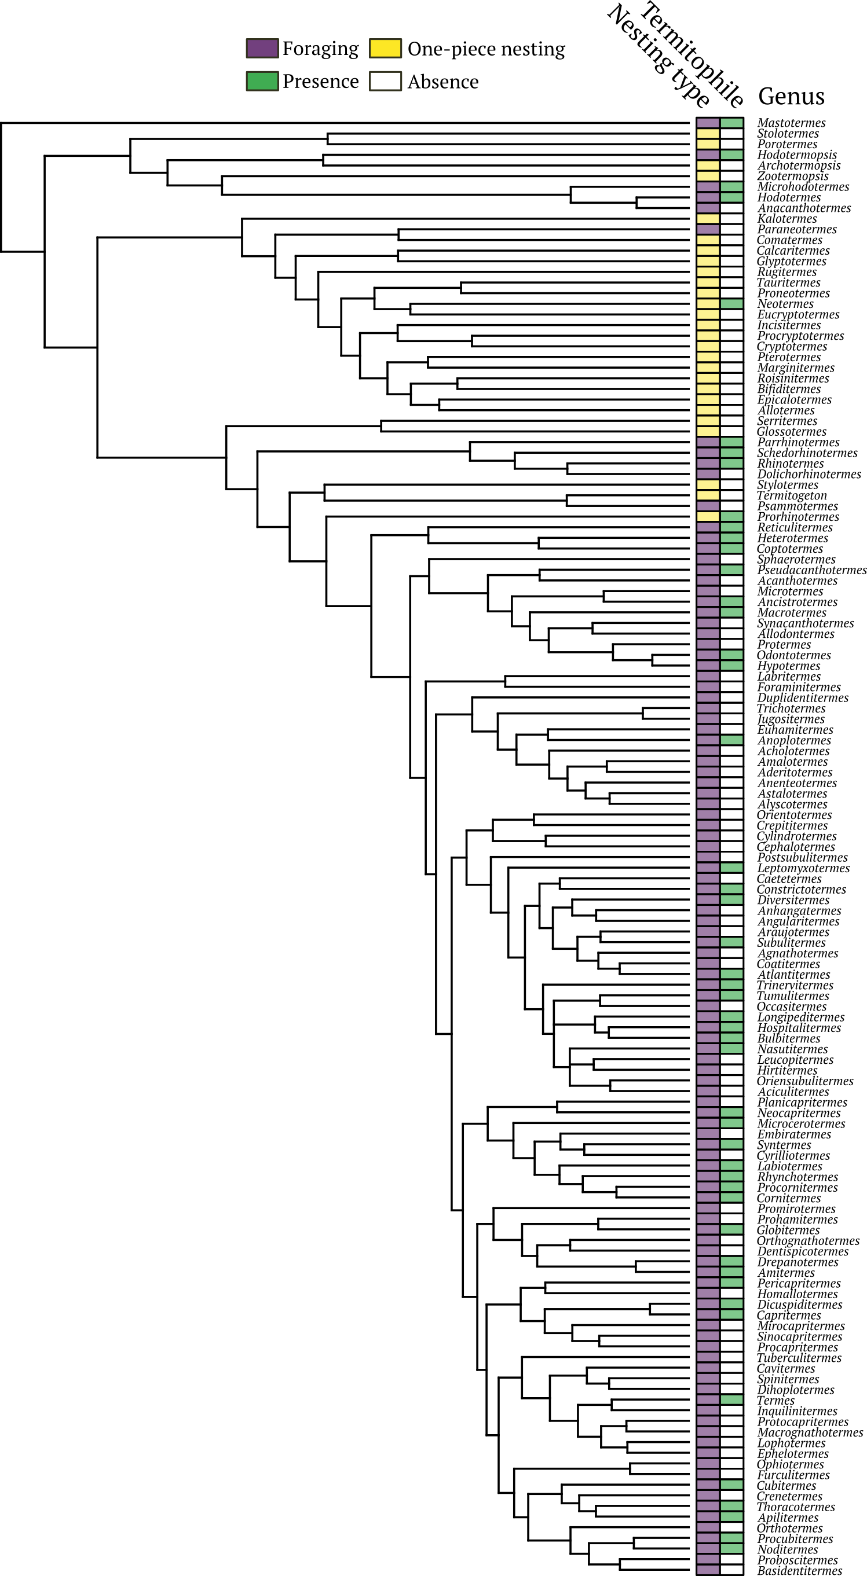 Termitophile
Nesting type
Foraging One-piece nesting
Presence Absence
Genus
Mastotermes
Stolotermes
Porotermes
Hodotermopsis
Archotermopsis
Zootermopsis
Microhodotermes
Hodotermes
Anacanthotermes
Kalotermes
Paraneotermes
Comatermes
Calcaritermes
Glyptotermes
Rugitermes
Tauritermes
Proneotermes
Neotermes
Eucryptotermes
Incisitermes
Procryptotermes
Cryptotermes
Pterotermes
Marginitermes
Roisinitermes
Bifiditermes
Epicalotermes
Allotermes
Serritermes
Glossotermes
Parrhinotermes
Schedorhinotermes
Rhinotermes
Dolichorhinotermes
Stylotermes
Termitogeton
Psammotermes
Prorhinotermes
Reticulitermes
Heterotermes
Coptotermes
Sphaerotermes
Pseudacanthotermes
Acanthotermes
Microtermes
Ancistrotermes
Macrotermes
Synacanthotermes
Allodontermes
Protermes
Odontotermes
Hypotermes
Labritermes
Foraminitermes
Duplidentitermes
Trichotermes
Jugositermes
Euhamitermes
Anoplotermes
Acholotermes
Amalotermes
Aderitotermes
Anenteotermes
Astalotermes
Alyscotermes
Orientotermes
Crepititermes
Cylindrotermes
Cephalotermes
Postsubulitermes
Leptomyxotermes
Caetetermes
Constrictotermes
Diversitermes
Anhangatermes
Angularitermes
Araujotermes
Subulitermes
Agnathotermes
Coatitermes
Atlantitermes
Trinervitermes
Tumulitermes
Occasitermes
Longipeditermes
Hospitalitermes
Bulbitermes
Nasutitermes
Leucopitermes
Hirtitermes
Oriensubulitermes
Aciculitermes
Planicapritermes
Neocapritermes
Microcerotermes
Embiratermes
Syntermes
Cyrilliotermes
Labiotermes
Rhynchotermes
Procornitermes
Cornitermes
Promirotermes
Prohamitermes
Globitermes
Orthognathotermes
Dentispicotermes
Drepanotermes
Amitermes
Pericapritermes
Homallotermes
Dicuspiditermes
Capritermes
Mirocapritermes
Sinocapritermes
Procapritermes
Tuberculitermes
Cavitermes
Spinitermes
Dihoplotermes
Termes
Inquilinitermes
Protocapritermes
Macrognathotermes
Lophotermes
Ephelotermes
Ophiotermes
Furculitermes
Cubitermes
Crenetermes
Thoracotermes
Apilitermes
Orthotermes
Procubitermes
Noditermes
Proboscitermes
Basidentitermes